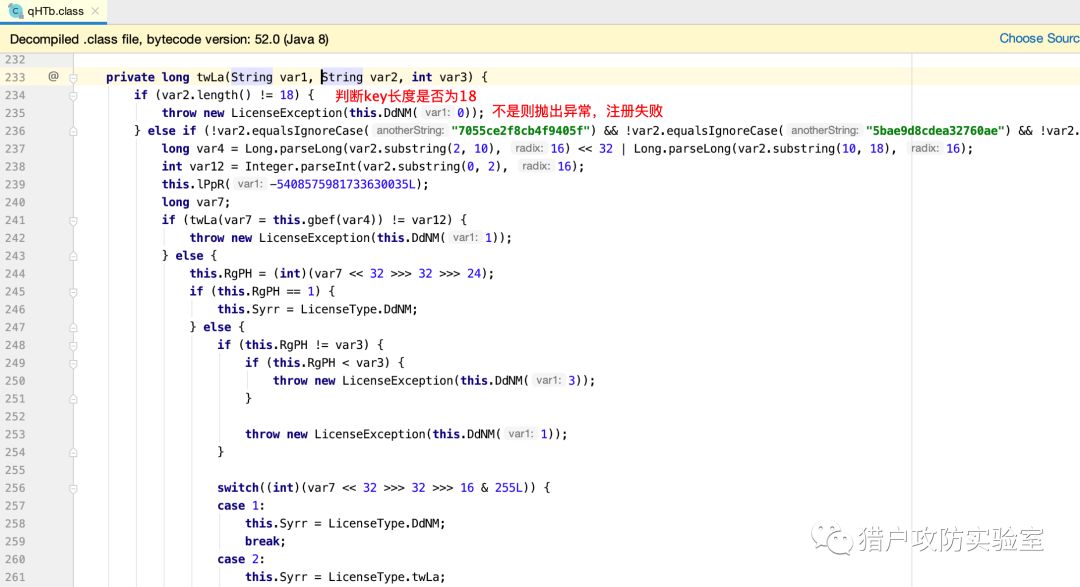 qHTb.class
Decompiled .class file, bytecode version: 52.0 (Java 8)
Choose Sourc
232
233 @ private long twLa(String var1, String var2, int var3) {
234 if (var2.length() != 18) { 判断key长度是否为18
235 throw new LicenseException(this.DdNM( var1: 0)); 不是则抛出异常，注册失败
236 } else if (!var2.equalsIgnoreCase( anotherString: "7055ce2f8cb4f9405f") && !var2.equalsIgnoreCase( anotherString: "5bae9d8cdea32760ae") && !var2.
237 long var4 = Long.parseLong(var2.substring(2, 10), radix: 16) << 32 | Long.parseLong(var2.substring(10, 18), radix: 16);
238 int var12 = Integer.parseInt(var2.substring(0, 2), radix: 16);
239 this.lPpR( var1: -5408575981733630035L);
240 long var7;
241 if (twLa(var7 = this.gbef(var4)) != var12) {
242 throw new LicenseException(this.DdNM( var1: 1));
243 } else {
244 this.RgPH = (int)(var7 << 32 >>> 32 >>> 24);
245 if (this.RgPH == 1) {
246 this.Syrr = LicenseType.DdNM;
247 } else {
248 if (this.RgPH != var3) {
249 if (this.RgPH < var3) {
250 throw new LicenseException(this.DdNM( var1: 3));
251 }
252
253 throw new LicenseException(this.DdNM( var1: 1));
254 }
255
256 switch((int)(var7 << 32 >>> 32 >>> 16 & 255L)) {
257 case 1:
258 this.Syrr = LicenseType.DdNM;
259 break;
260 case 2:
261 this.Syrr = LicenseType.twLa;
猎户攻防实验室